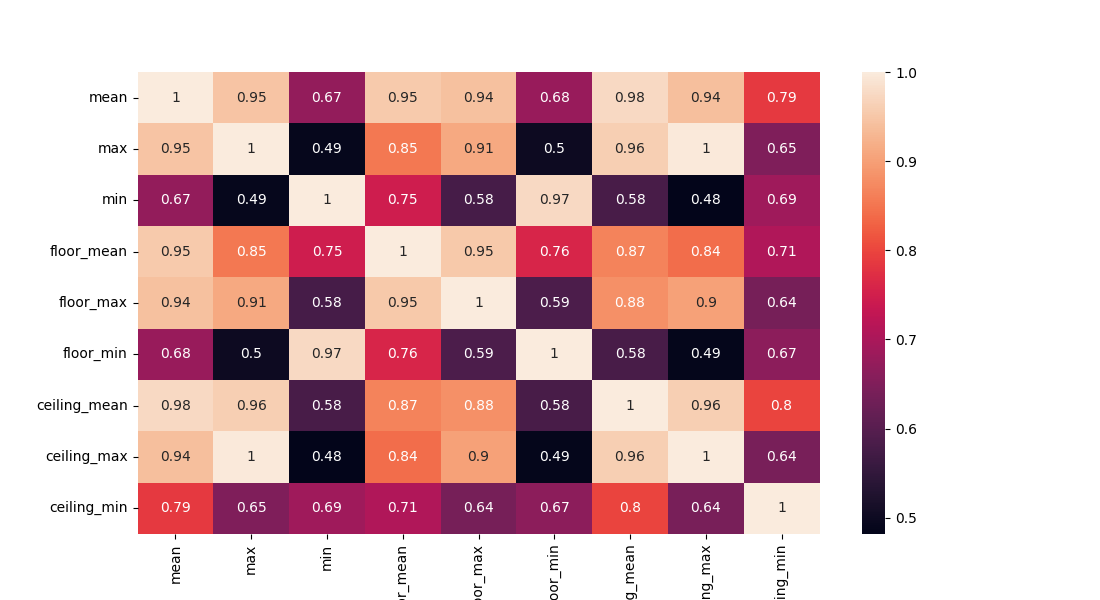 mean 1 0.95 0.67 0.95 0.94 0.68 0.98 0.94 0.79
max 0.95 1 0.49 0.85 0.91 0.5 0.96 1 0.65
min 0.67 0.49 1 0.75 0.58 0.97 0.58 0.48 0.69
floor_mean 0.95 0.85 0.75 1 0.95 0.76 0.87 0.84 0.71
floor_max 0.94 0.91 0.58 0.95 1 0.59 0.88 0.9 0.64
floor_min 0.68 0.5 0.97 0.76 0.59 1 0.58 0.49 0.67
ceiling_mean 0.98 0.96 0.58 0.87 0.88 0.58 1 0.96 0.8
ceiling_max 0.94 1 0.48 0.84 0.9 0.49 0.96 1 0.64
ceiling_min 0.79 0.65 0.69 0.71 0.64 0.67 0.8 0.64 1
mean
max
min
or_mean
oor_max
oor_min
g_mean
ng_max
ing_min
1.0
0.9
0.8
0.7
0.6
0.5